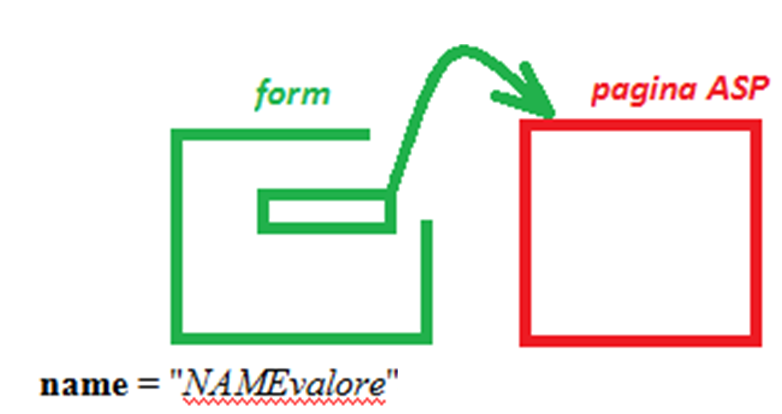 form
pagina ASP
name = "NAMEvalore"